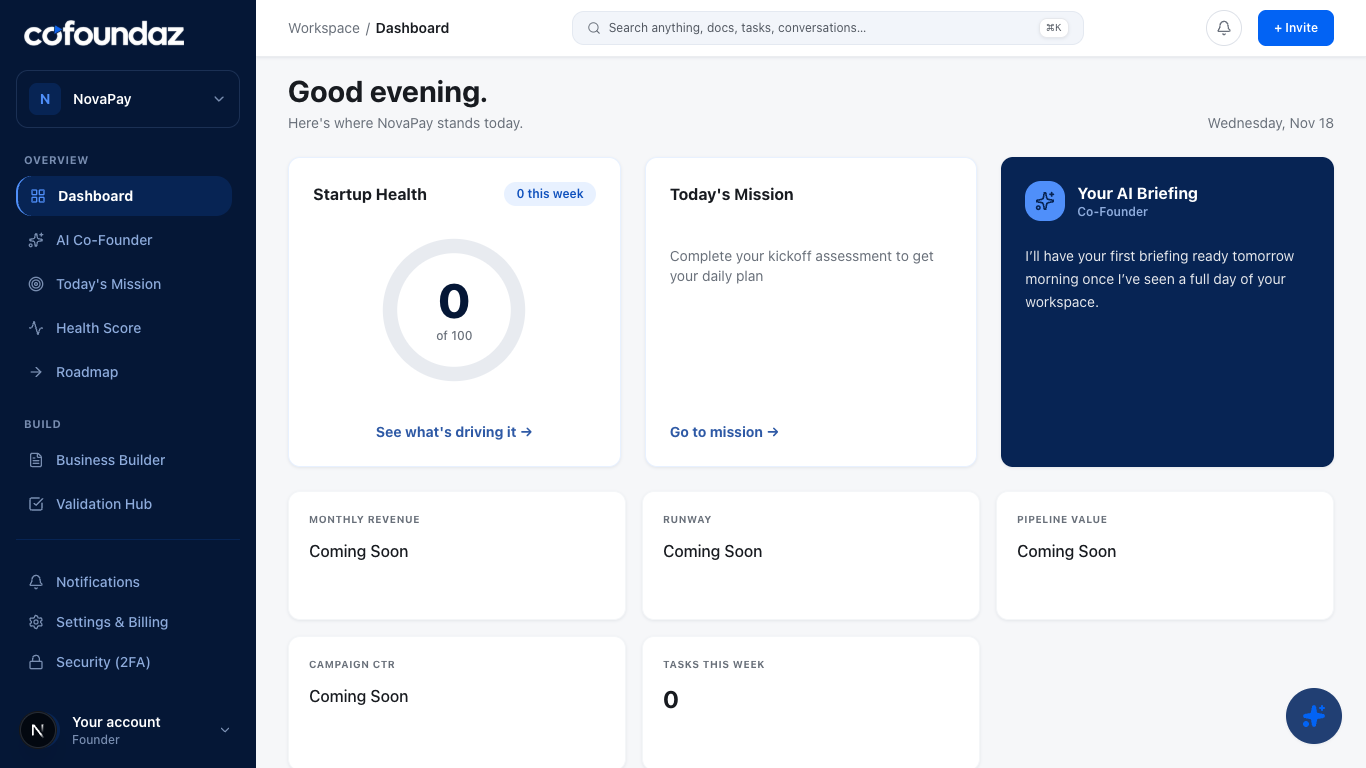 cofoundaz
N
NovaPay
OVERVIEW
Dashboard
AI Co-Founder
Today's Mission
Health Score
Roadmap
BUILD
Business Builder
Validation Hub
Notifications
Settings & Billing
Security (2FA)
N
Your account
Founder
Workspace / Dashboard
Search anything, docs, tasks, conversations...
⌘K
+ Invite
Good evening.
Here's where NovaPay stands today.
Wednesday, Nov 18
Startup Health
0 this week
0
of 100
See what's driving it →
Today's Mission
Complete your kickoff assessment to get
your daily plan
Go to mission →
Your AI Briefing
Co-Founder
I’ll have your first briefing ready tomorrow
morning once I’ve seen a full day of your
workspace.
MONTHLY REVENUE
Coming Soon
RUNWAY
Coming Soon
PIPELINE VALUE
Coming Soon
CAMPAIGN CTR
Coming Soon
TASKS THIS WEEK
0